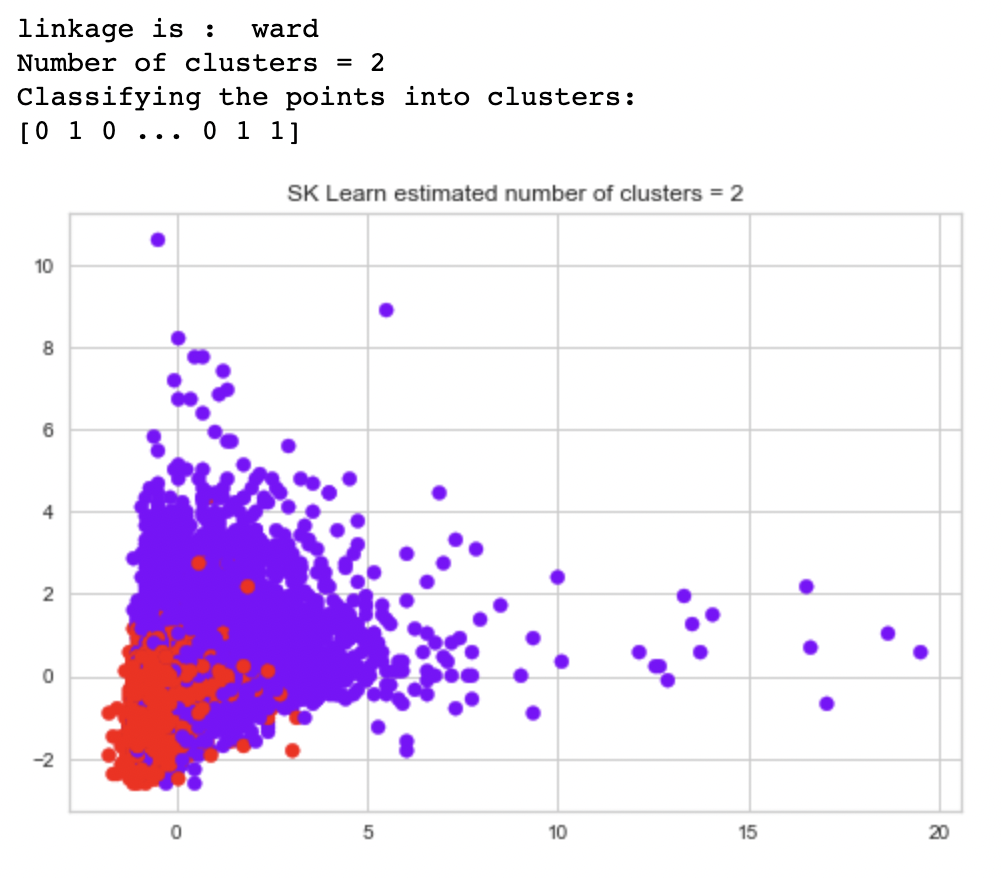 linkage is :  ward
Number of clusters = 2
Classifying the points into clusters:
[0 1 0 ... 0 1 1]
SK Learn estimated number of clusters = 2
10
8
6
4
2
0
−2
0 5 10 15 20